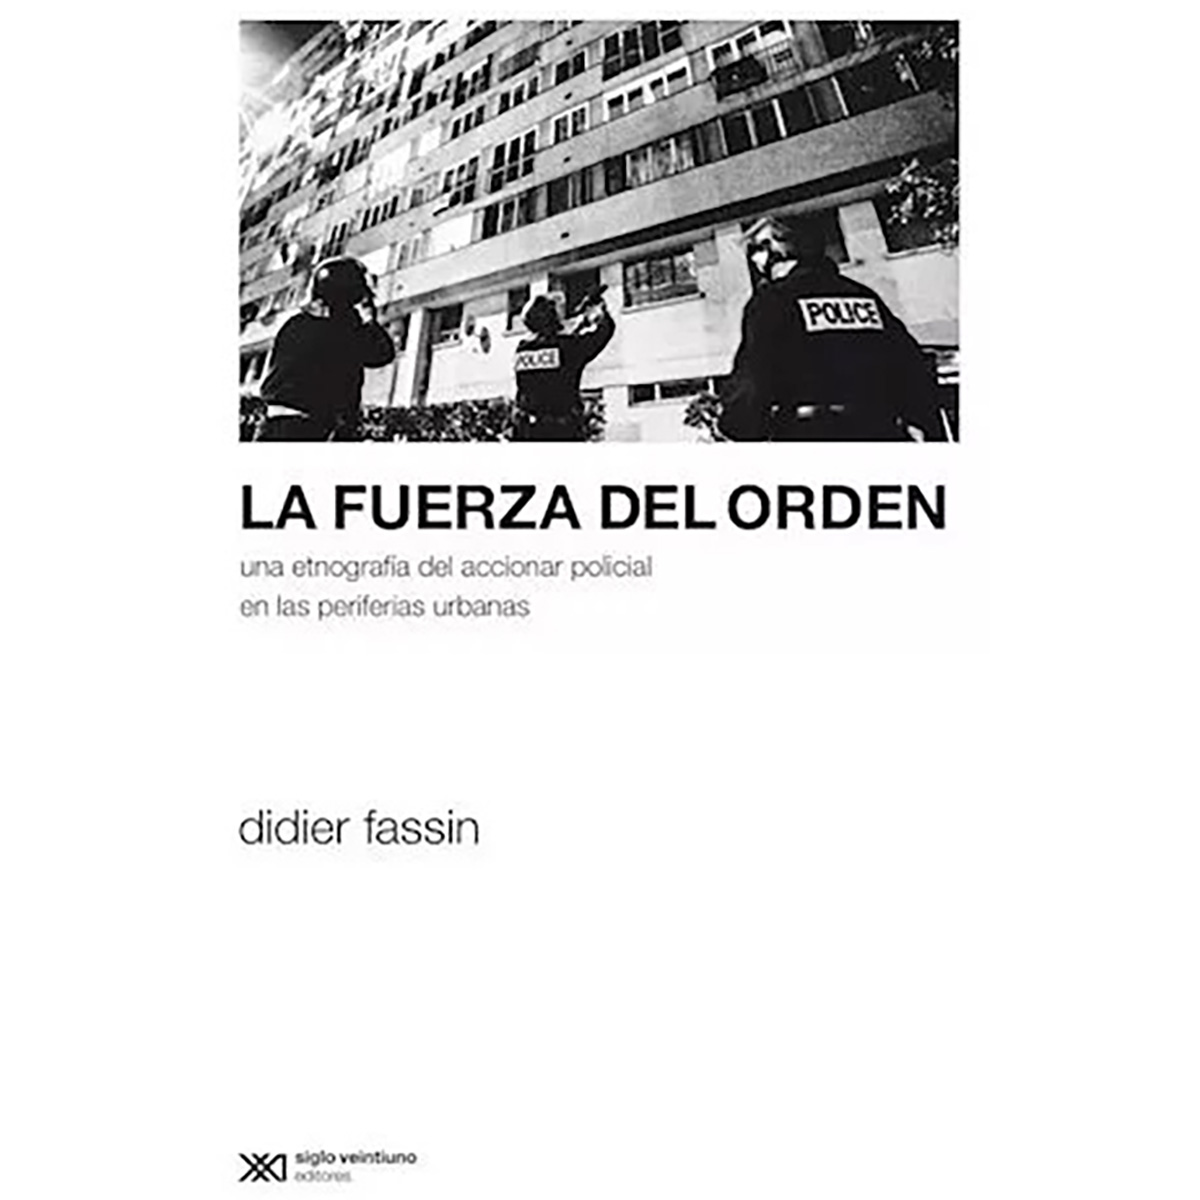 POLICE
POLICE
LA FUERZA DEL ORDEN
una etnografía del accionar policial
en las periferias urbanas
didier fassin
siglo veintiuno
editores